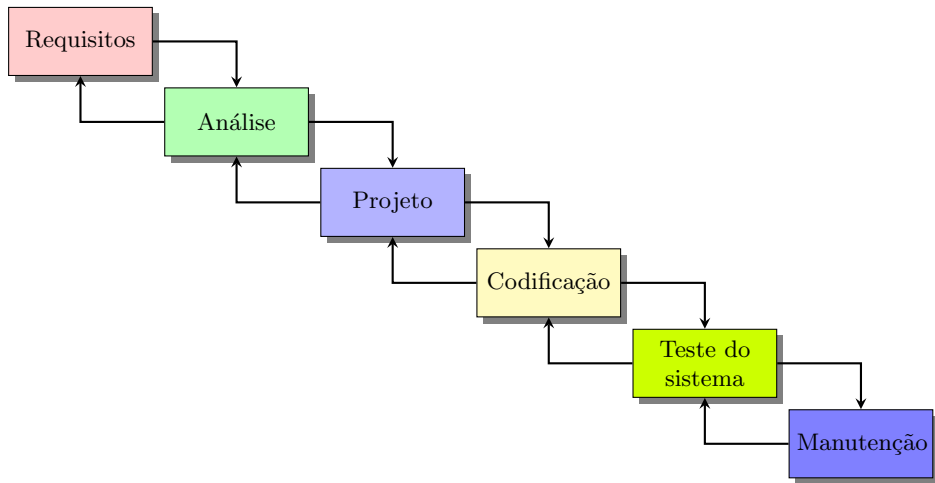 Requisitos
Análise
Projeto
Codificação
Teste do
sistema
Manutenção